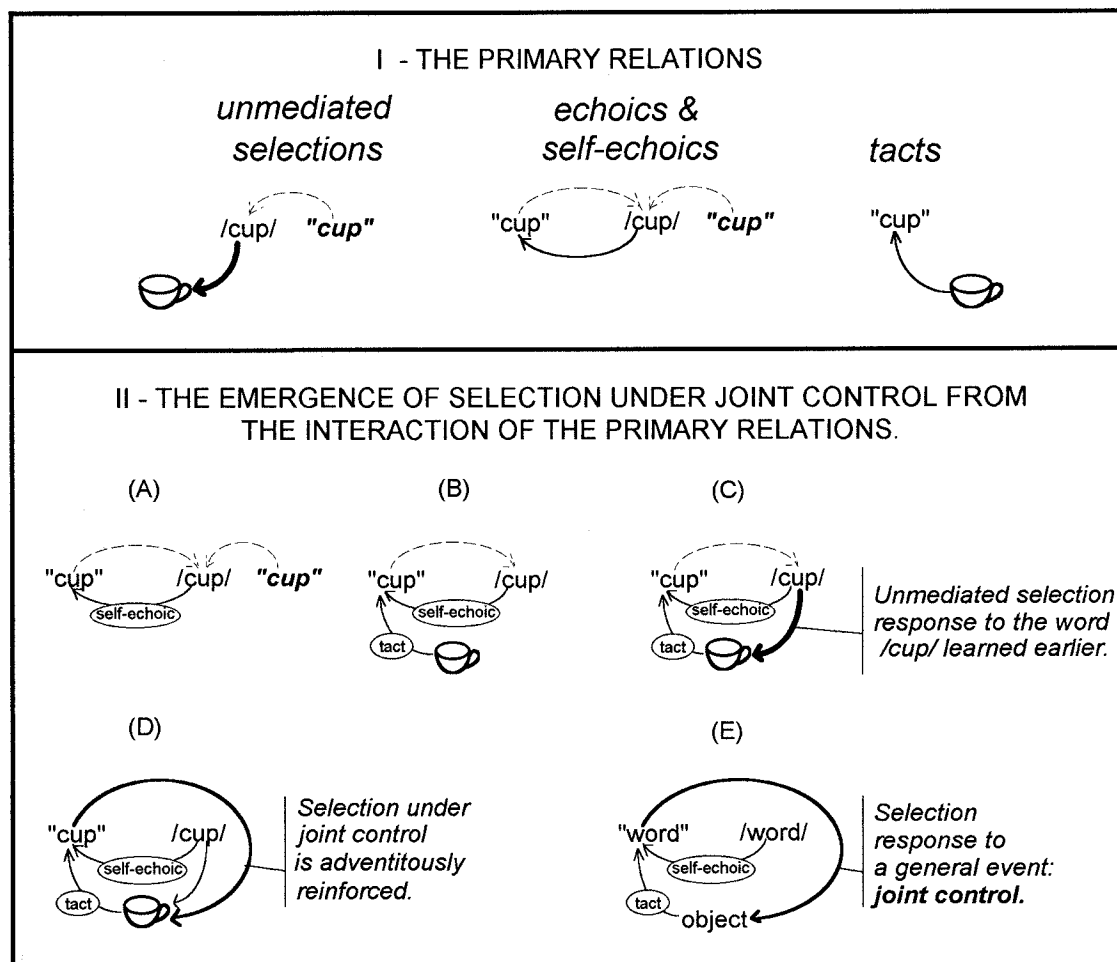 I - THE PRIMARY RELATIONS
unmediated
selections
echoics &
self-echoics
tacts
/cup/ "cup"
"cup" /cup/ "cup"
"cup"
II - THE EMERGENCE OF SELECTION UNDER JOINT CONTROL FROM
THE INTERACTION OF THE PRIMARY RELATIONS.
(A)
"cup" /cup/ "cup"
self-echoic
(B)
"cup" /cup/
self-echoic
tact
(C)
"cup" /cup/
self-echoic
tact
Unmediated selection
response to the word
/cup/ learned earlier.
(D)
"cup" /cup/
self-echoic
tact
Selection under
joint control
is adventitously
reinforced.
(E)
"word" /word/
self-echoic
tact
object
Selection
response to
a general event:
joint control.